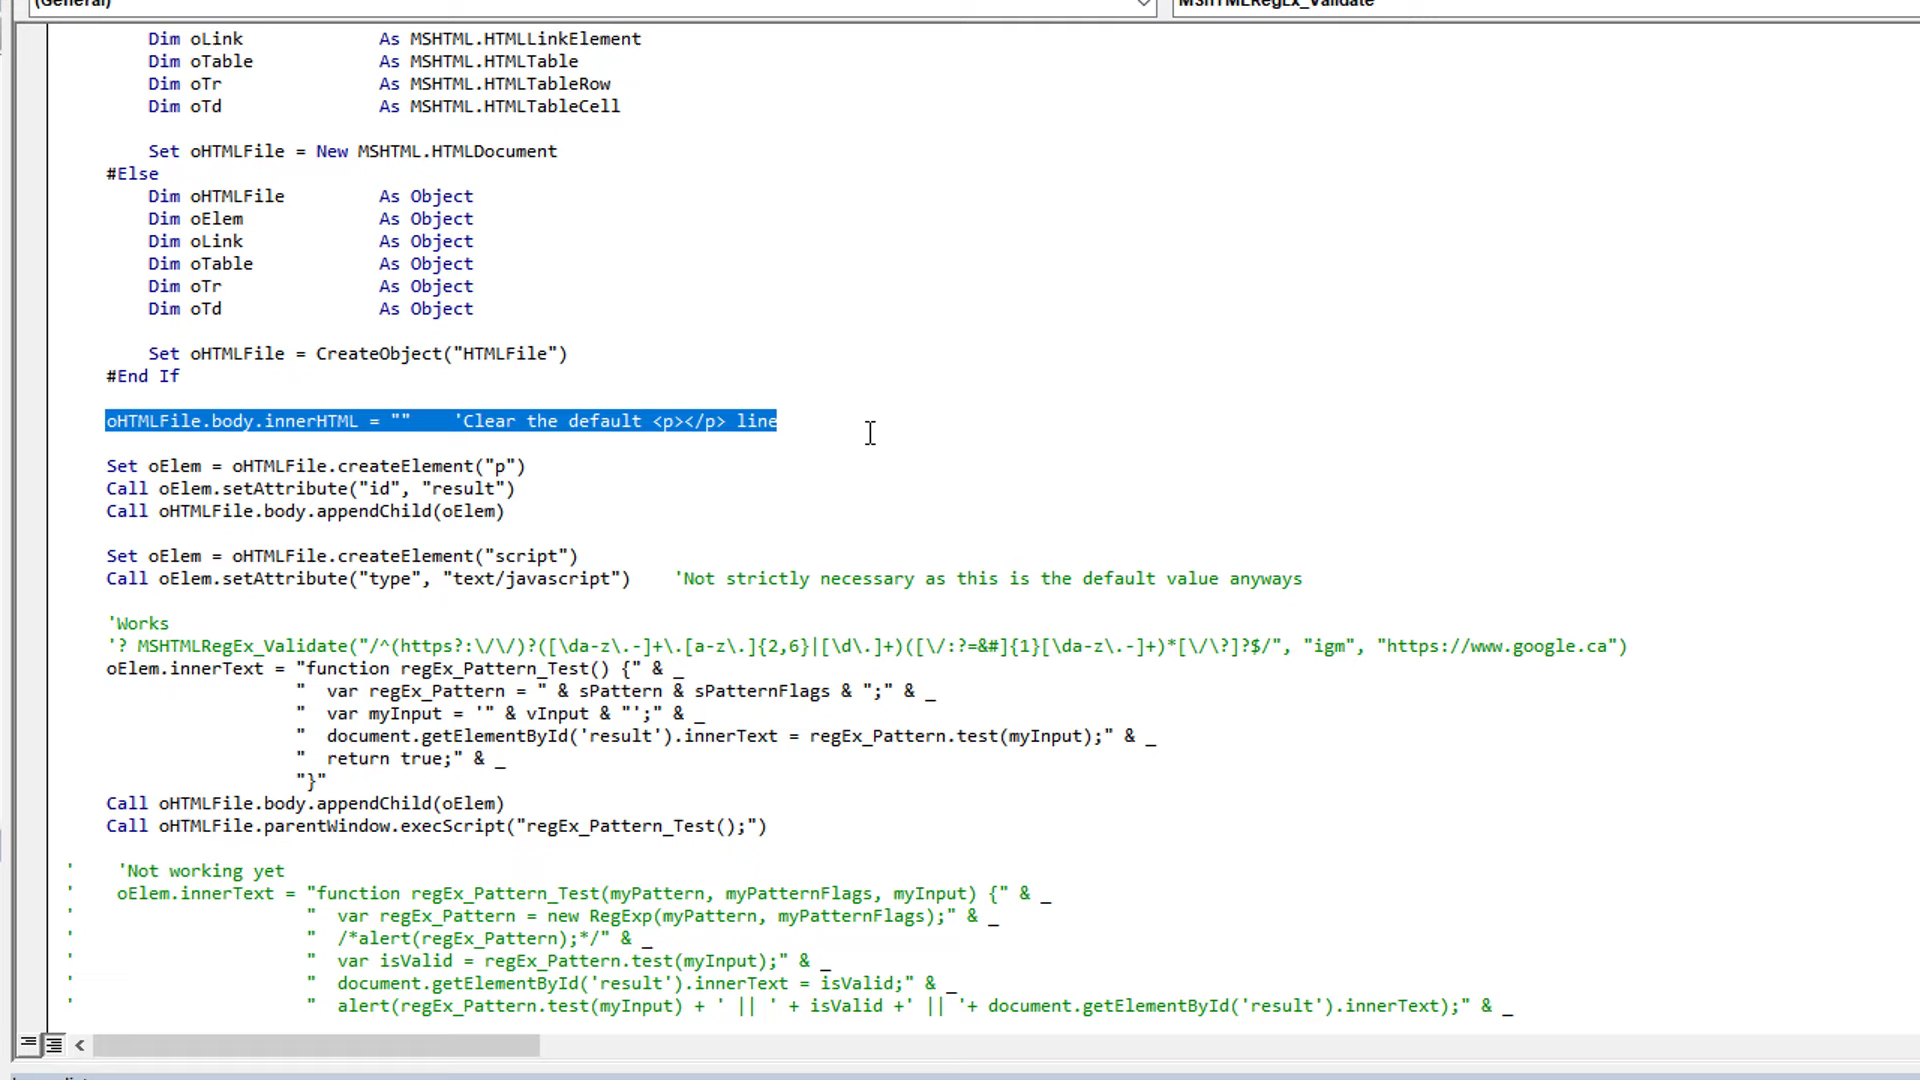 (General) MSHTMLRegEx_Validate
Dim oLink As MSHTML.HTMLLinkElement
Dim oTable As MSHTML.HTMLTable
Dim oTr As MSHTML.HTMLTableRow
Dim oTd As MSHTML.HTMLTableCell
Set oHTMLFile = New MSHTML.HTMLDocument
#Else
Dim oHTMLFile As Object
Dim oElem As Object
Dim oLink As Object
Dim oTable As Object
Dim oTr As Object
Dim oTd As Object
Set oHTMLFile = CreateObject("HTMLFile")
#End If
oHTMLFile.body.innerHTML = "" 'Clear the default <p></p> line
Set oElem = oHTMLFile.createElement("p")
Call oElem.setAttribute("id", "result")
Call oHTMLFile.body.appendChild(oElem)
Set oElem = oHTMLFile.createElement("script")
Call oElem.setAttribute("type", "text/javascript") 'Not strictly necessary as this is the default value anyways
'Works
'? MSHTMLRegEx_Validate("/^(https?:\/\/)?([\da-z\.-]+\.[a-z\.]{2,6}|[\d\.]+)([\/:?=&#]{1}[\da-z\.-]+)*[\/\?]?$/", "igm", "https://www.google.ca")
oElem.innerText = "function regEx_Pattern_Test() {" & _
" var regEx_Pattern = " & sPattern & sPatternFlags & ";" & _
" var myInput = '" & vInput & "';" & _
" document.getElementById('result').innerText = regEx_Pattern.test(myInput);" & _
" return true;" & _
"}"
Call oHTMLFile.body.appendChild(oElem)
Call oHTMLFile.parentWindow.execScript("regEx_Pattern_Test();")
' 'Not working yet
' oElem.innerText = "function regEx_Pattern_Test(myPattern, myPatternFlags, myInput) {" & _
' " var regEx_Pattern = new RegExp(myPattern, myPatternFlags);" & _
' " /*alert(regEx_Pattern);*/" & _
' " var isValid = regEx_Pattern.test(myInput);" & _
' " document.getElementById('result').innerText = isValid;" & _
' " alert(regEx_Pattern.test(myInput) + ' || ' + isValid +' || '+ document.getElementById('result').innerText);" & _